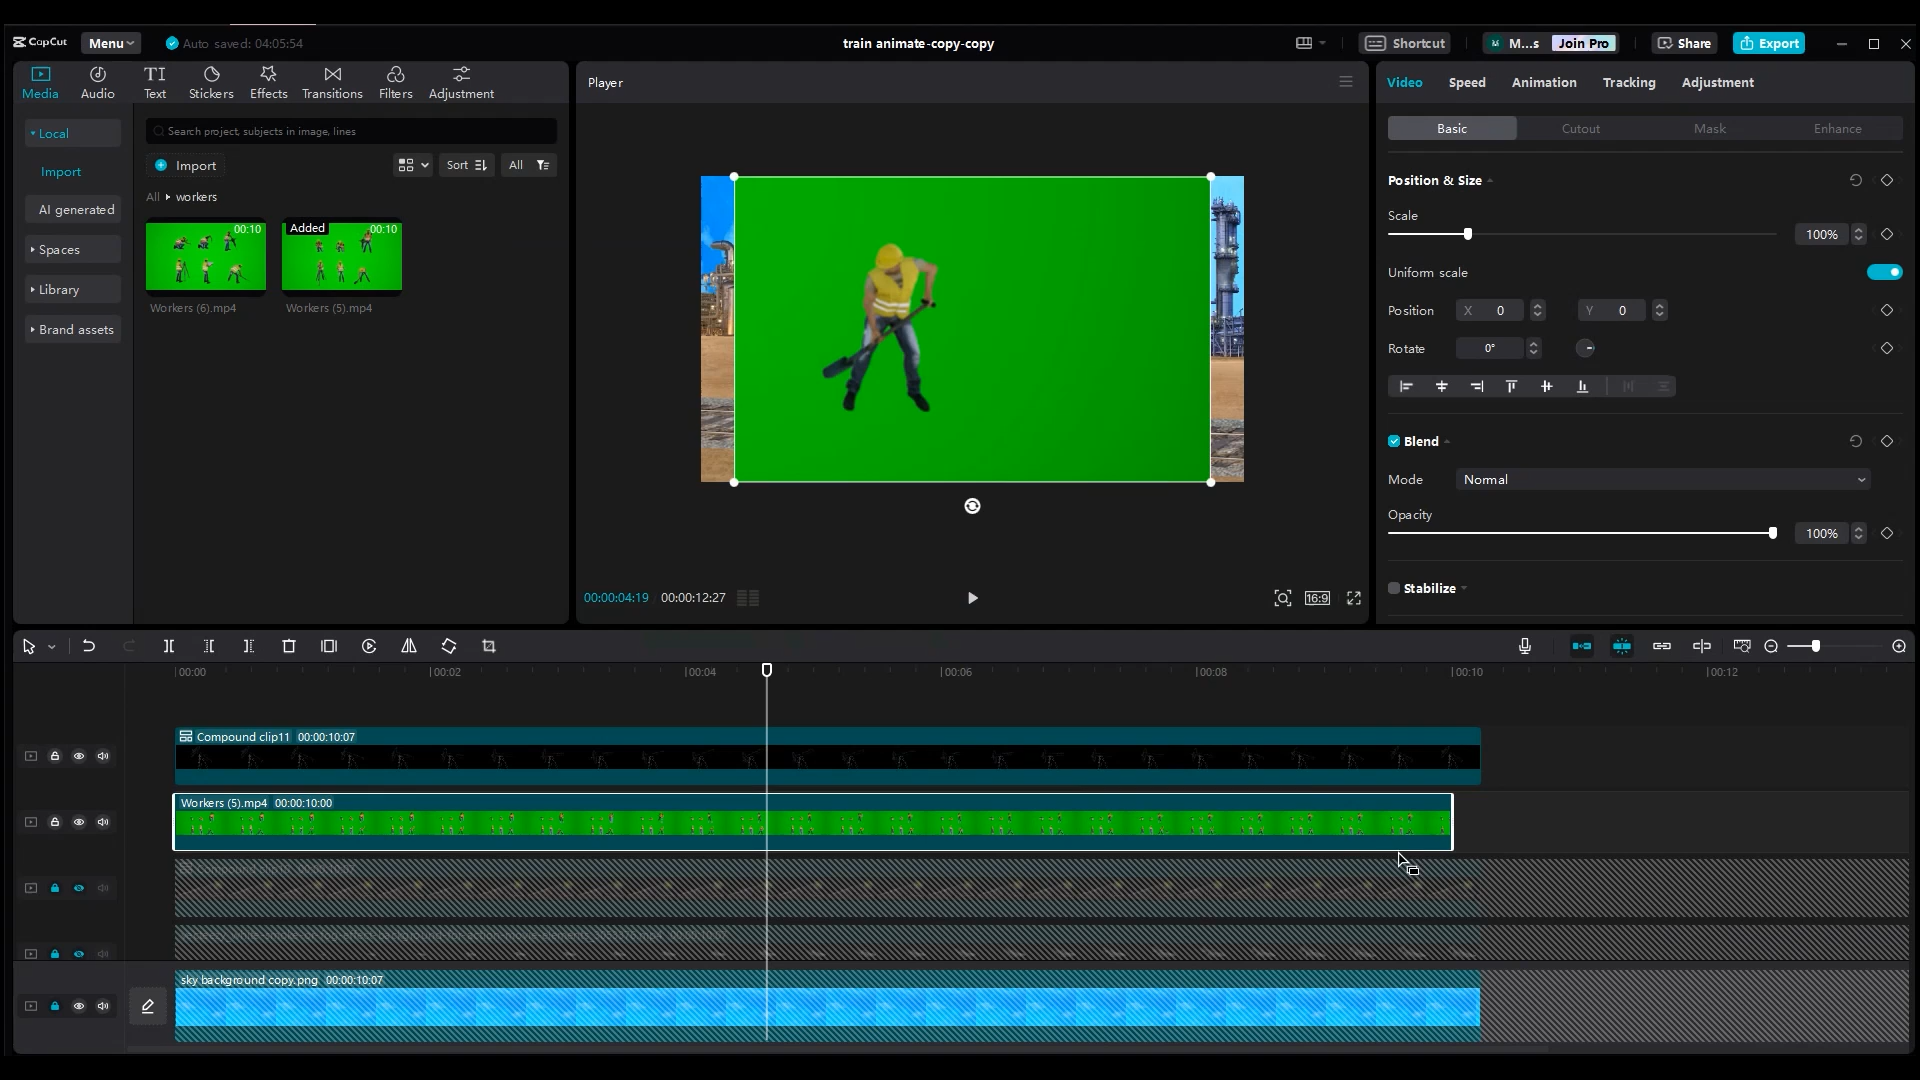 CapCut
Menu
Auto saved: 04:05:54
train animate-copy-copy
Shortcut
M M...s
Join Pro
Share
Export
Media
Audio
Text
Stickers
Effects
Transitions
Filters
Adjustment
Player
Video
Speed
Animation
Tracking
Adjustment
Local
Import
AI generated
Spaces
Library
Brand assets
Search project, subjects in image, lines
Import
Sort
All
All workers
00:10
Added 00:10
Workers (6).mp4
Workers (5).mp4
Basic
Cutout
Mask
Enhance
Position & Size
Scale
100%
Uniform scale
Position X 0 Y 0
Rotate 0°
Blend
Mode Normal
Opacity
100%
Stabilize
00:00:04:19 00:00:12:27
16:9
00:00
00:02
00:04
00:06
00:08
00:10
00:12
Compound clip11 00:00:10:07
Workers (5).mp4 00:00:10:00
sky background copy.png 00:00:10:07